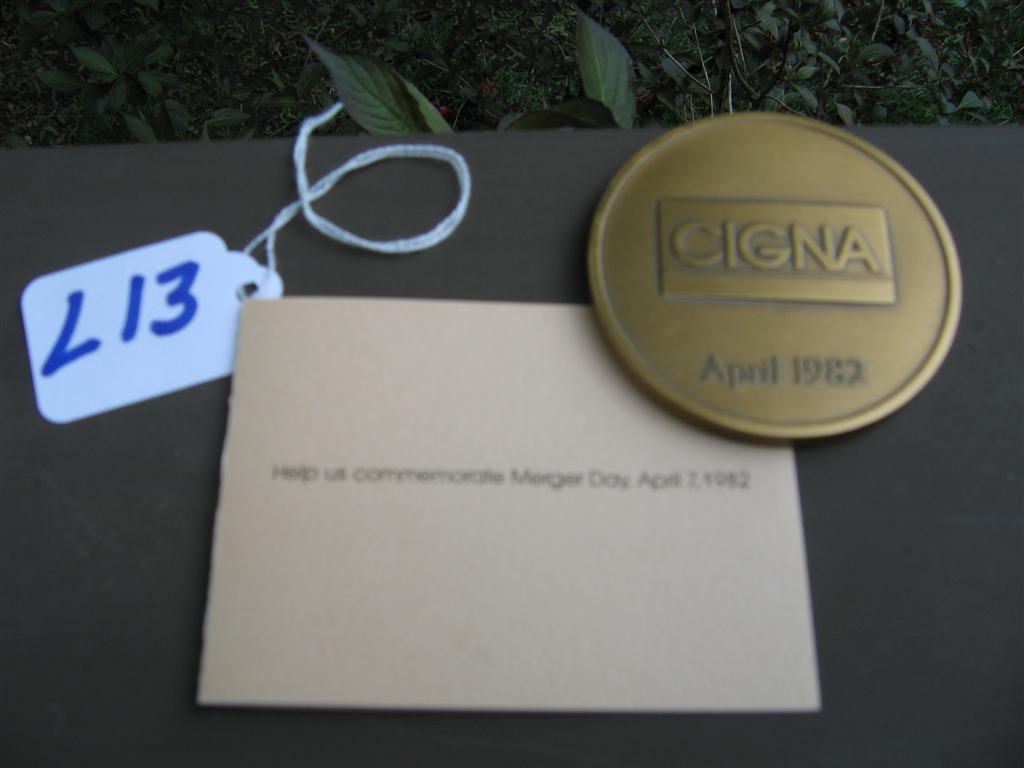 L13
CIGNA
April 1982
Help us commemorate Merger Day, April 7, 1982